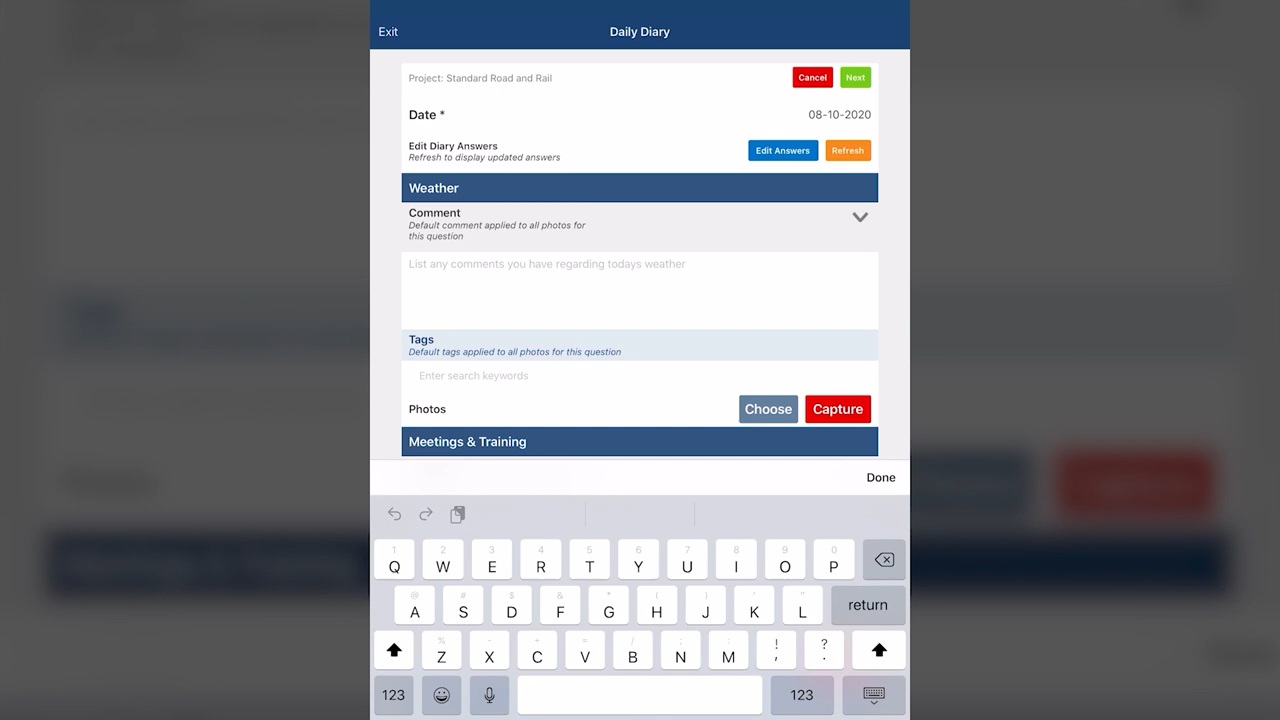 Exit
Daily Diary
Project: Standard Road and Rail
Cancel
Next
Date *
08-10-2020
Edit Diary Answers
Refresh to display updated answers
Edit Answers
Refresh
Weather
Comment
Default comment applied to all photos for
this question
List any comments you have regarding todays weather
Tags
Default tags applied to all photos for this question
Enter search keywords
Photos
Choose
Capture
Meetings & Training
Done
1 2 3 4 5 6 7 8 9 0
Q W E R T Y U I O P
@ # $ & * ( ) ' "
A S D F G H J K L return
% - + = / ; : ! ?
Z X C V B N M , .
123 123